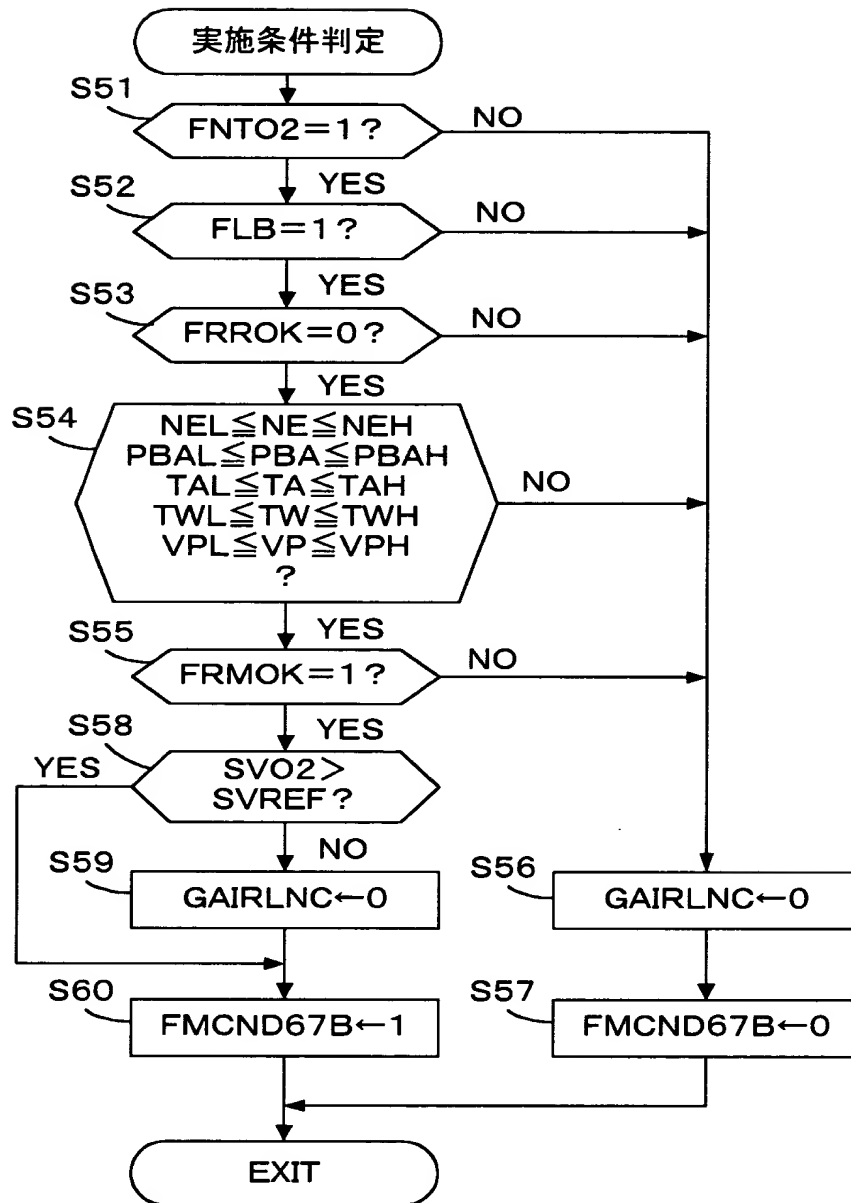 実施条件判定
S51
FNTO2=1?
NO
YES
S52
FLB=1?
NO
YES
S53
FRROK=0?
NO
YES
S54
NEL≦NE≦NEH
PBAL≦PBA≦PBAH
TAL≦TA≦TAH
TWL≦TW≦TWH
VPL≦VP≦VPH
?
NO
YES
S55
FRMOK=1?
NO
YES
S58
YES
SVO2>
SVREF?
NO
S59
GAIRLNC←0
S56
GAIRLNC←0
S60
FMCND67B←1
S57
FMCND67B←0
EXIT